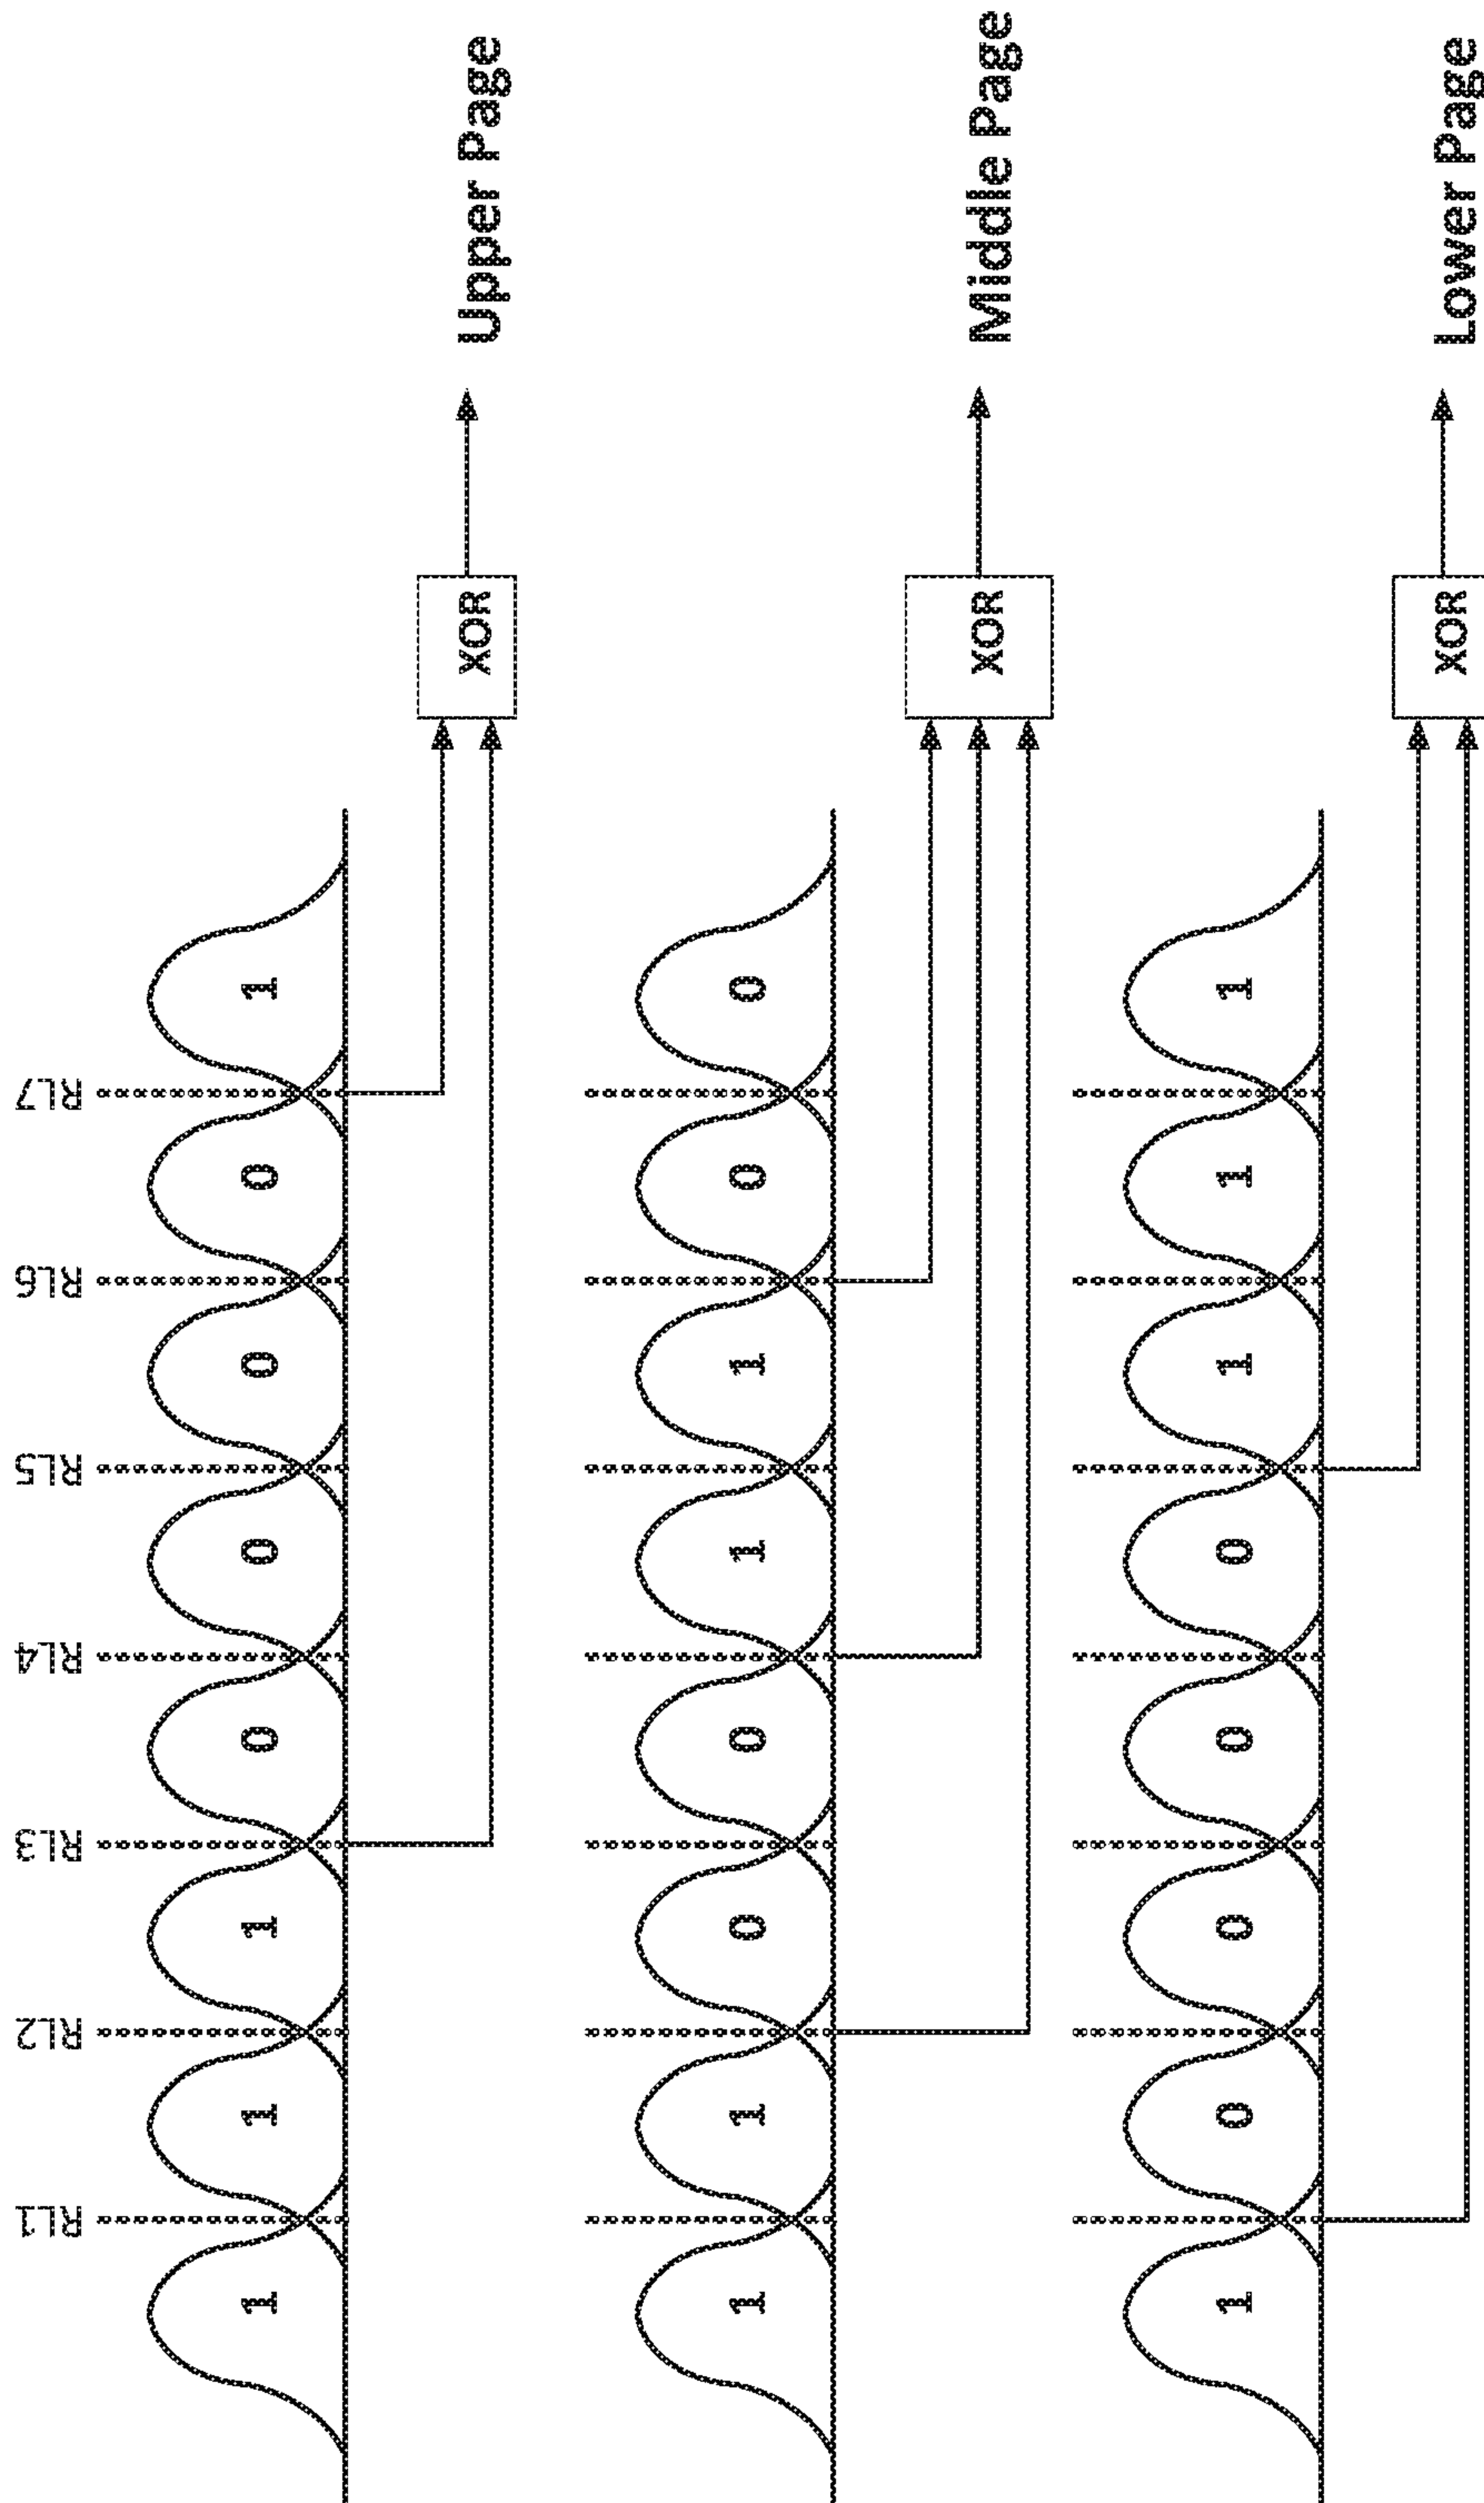 RL1 RL2 RL3 RL4 RL5 RL6 RL7
1 1 1 0 0 0 0 1
XOR
Upper Page
1 1 0 0 1 1 0 0
XOR
Middle Page
1 0 0 0 0 1 1 1
XOR
Lower Page